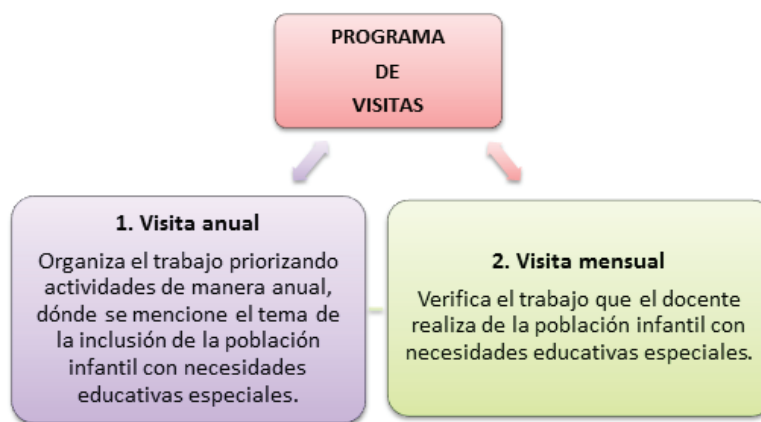 PROGRAMA
DE
VISITAS
1. Visita anual
Organiza el trabajo priorizando
actividades de manera anual,
dónde se mencione el tema de
la inclusión de la población
infantil con necesidades
educativas especiales.
2. Visita mensual
Verifica el trabajo que el docente
realiza de la población infantil con
necesidades educativas especiales.